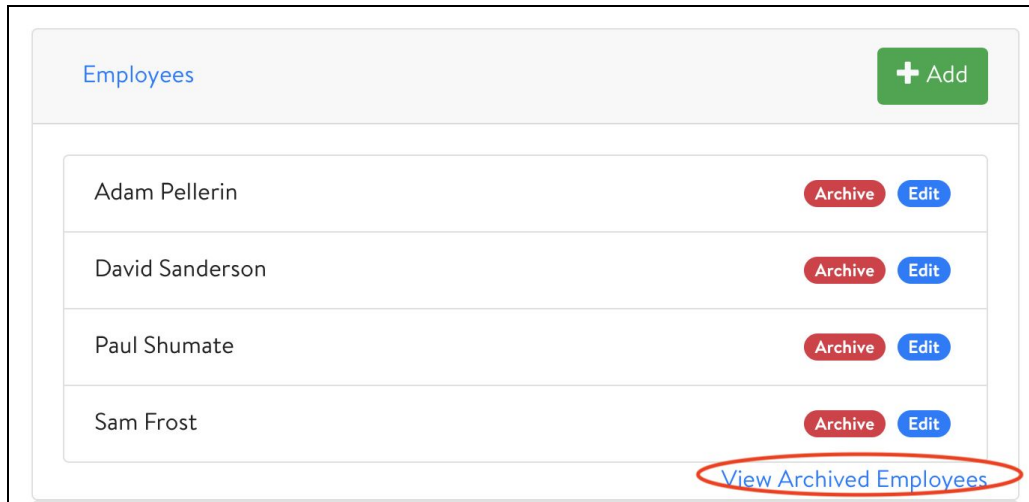 Employees
+ Add
Adam Pellerin Archive Edit
David Sanderson Archive Edit
Paul Shumate Archive Edit
Sam Frost Archive Edit
View Archived Employees